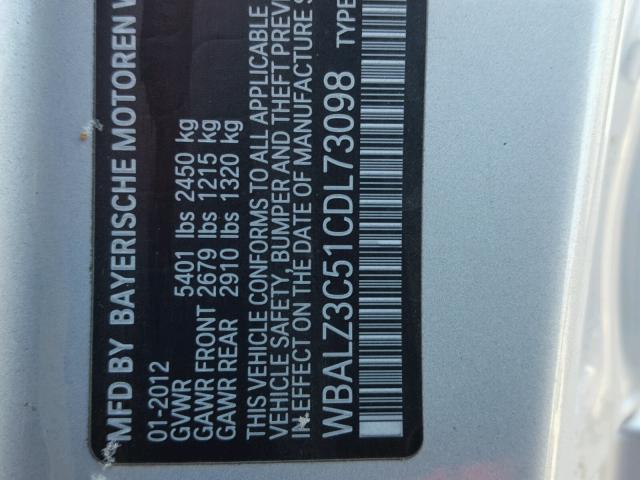 MFD BY BAYERISCHE MOTOREN W
01-2012
GVWR 5401 lbs 2450 kg
GAWR FRONT 2679 lbs 1215 kg
GAWR REAR 2910 lbs 1320 kg
THIS VEHICLE CONFORMS TO ALL APPLICABLE
VEHICLE SAFETY, BUMPER AND THEFT PREVE
IN EFFECT ON THE DATE OF MANUFACTURE S
WBALZ3C51CDL73098 TYPE